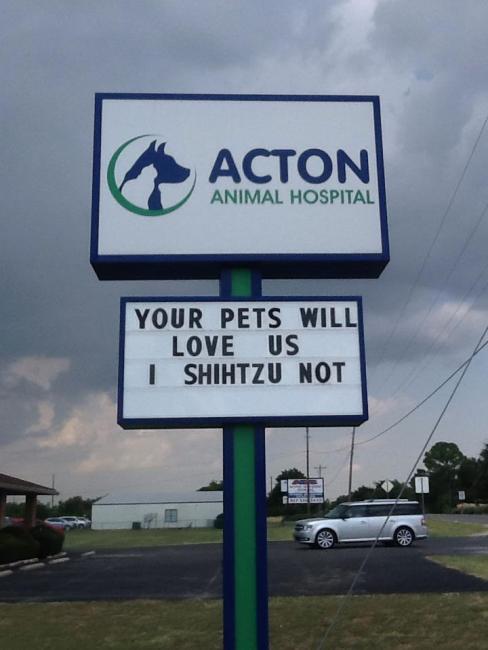 ACTON
ANIMAL HOSPITAL
YOUR PETS WILL
LOVE US
I SHIHTZU NOT